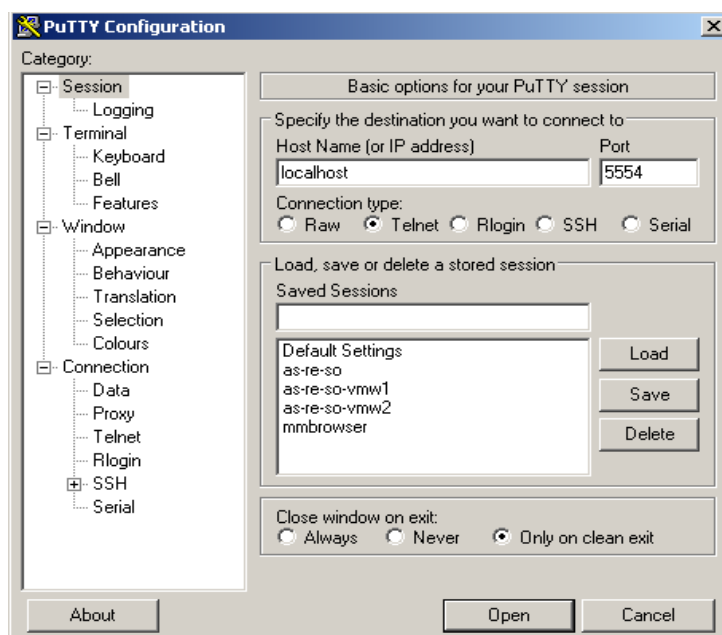 PuTTY Configuration
Category:
Session
Logging
Terminal
Keyboard
Bell
Features
Window
Appearance
Behaviour
Translation
Selection
Colours
Connection
Data
Proxy
Telnet
Rlogin
SSH
Serial
Basic options for your PuTTY session
Specify the destination you want to connect to
Host Name (or IP address) Port
localhost 5554
Connection type:
Raw Telnet Rlogin SSH Serial
Load, save or delete a stored session
Saved Sessions
Default Settings
as-re-so
as-re-so-vmw1
as-re-so-vmw2
mmbrowser
Load
Save
Delete
Close window on exit:
Always Never Only on clean exit
About Open Cancel